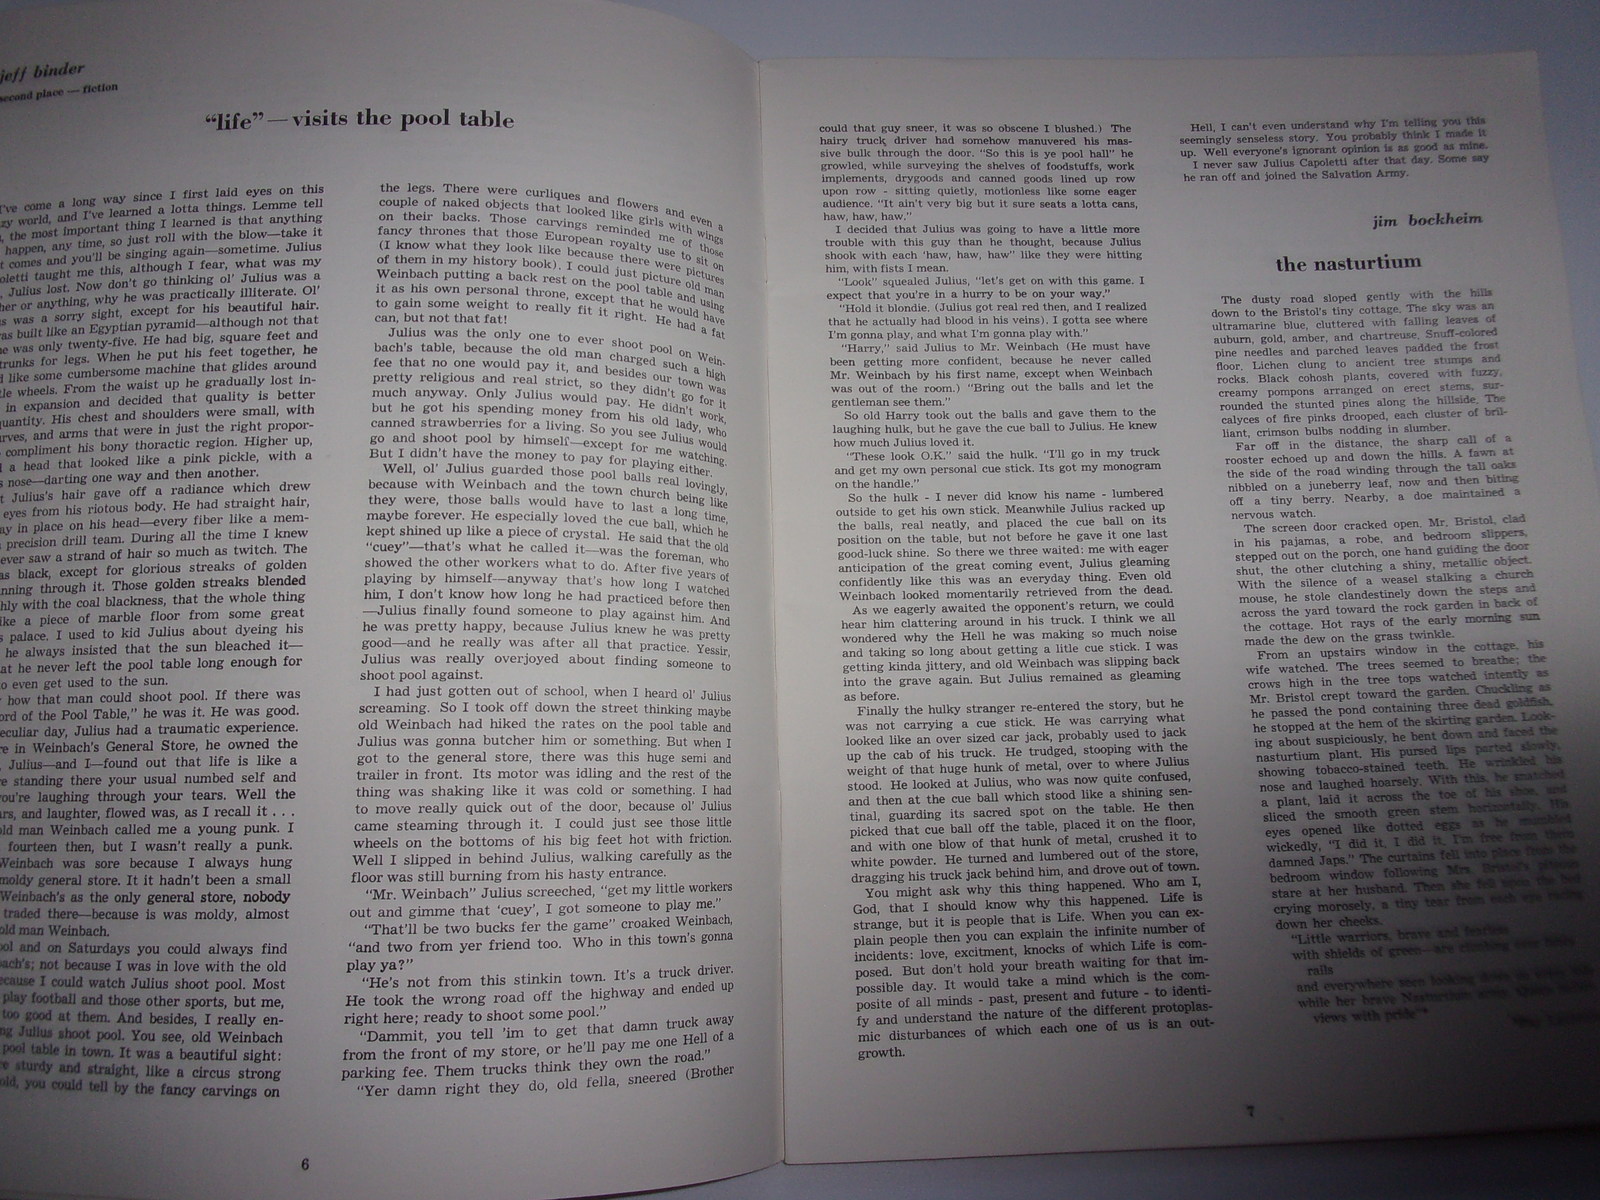 jeff binder
second place — fiction
“life” — visits the pool table
I've come a long way since I first laid eyes on this
zy world, and I've learned a lotta things. Lemme tell
, the most important thing I learned is that anything
happen, any time, so just roll with the blow—take it
t comes and you'll be singing again—sometime. Julius
oletti taught me this, although I fear, what was my
, Julius lost. Now don't go thinking ol' Julius was a
her or anything, why he was practically illiterate. Ol'
s was a sorry sight, except for his beautiful hair.
as built like an Egyptian pyramid—although not that
e was only twenty-five. He had big, square feet and
trunks for legs. When he put his feet together, he
d like some cumbersome machine that glides around
tle wheels. From the waist up he gradually lost in-
in expansion and decided that quality is better
quantity. His chest and shoulders were small, with
rves, and arms that were in just the right propor-
compliment his bony thoractic region. Higher up,
d a head that looked like a pink pickle, with a
s nose—darting one way and then another.
t Julius's hair gave off a radiance which drew
eyes from his riotous body. He had straight hair,
ay in place on his head—every fiber like a mem-
precision drill team. During all the time I knew
ever saw a strand of hair so much as twitch. The
as black, except for glorious streaks of golden
nning through it. Those golden streaks blended
hly with the coal blackness, that the whole thing
ike a piece of marble floor from some great
s palace. I used to kid Julius about dyeing his
he always insisted that the sun bleached it—
at he never left the pool table long enough for
o even get used to the sun.
how that man could shoot pool. If there was
ord of the Pool Table,” he was it. He was good.
eculiar day, Julius had a traumatic experience.
re in Weinbach's General Store, he owned the
Julius—and I—found out that life is like a
e standing there your usual numbed self and
you're laughing through your tears. Well the
ars, and laughter, flowed was, as I recall it . . .
old man Weinbach called me a young punk. I
fourteen then, but I wasn't really a punk.
Weinbach was sore because I always hung
moldy general store. It it hadn't been a small
Weinbach's as the only general store, nobody
traded there—because is was moldy, almost
old man Weinbach.
ool and on Saturdays you could always find
bach's; not because I was in love with the old
ecause I could watch Julius shoot pool. Most
play football and those other sports, but me,
too good at them. And besides, I really en-
ng Julius shoot pool. You see, old Weinbach
pool table in town. It was a beautiful sight:
e sturdy and straight, like a circus strong
old, you could tell by the fancy carvings on
the legs. There were curliques and flowers and even a
couple of naked objects that looked like girls with wings
on their backs. Those carvings reminded me of those
fancy thrones that those European royalty use to sit on
(I know what they look like because there were pictures
of them in my history book). I could just picture old man
Weinbach putting a back rest on the pool table and using
it as his own personal throne, except that he would have
to gain some weight to really fit it right. He had a fat
can, but not that fat!
Julius was the only one to ever shoot pool on Wein-
bach's table, because the old man charged such a high
fee that no one would pay it, and besides our town was
pretty religious and real strict, so they didn't go for it
much anyway. Only Julius would pay. He didn't work,
but he got his spending money from his old lady, who
canned strawberries for a living. So you see Julius would
go and shoot pool by himself—except for me watching.
But I didn't have the money to pay for playing either.
Well, ol' Julius guarded those pool balls real lovingly,
because with Weinbach and the town church being like
they were, those balls would have to last a long time,
maybe forever. He especially loved the cue ball, which he
kept shined up like a piece of crystal. He said that the old
“cuey”—that's what he called it—was the foreman, who
showed the other workers what to do. After five years of
playing by himself—anyway that's how long I watched
him, I don't know how long he had practiced before then
—Julius finally found someone to play against him. And
he was pretty happy, because Julius knew he was pretty
good—and he really was after all that practice. Yessir,
Julius was really overjoyed about finding someone to
shoot pool against.
I had just gotten out of school, when I heard ol' Julius
screaming. So I took off down the street thinking maybe
old Weinbach had hiked the rates on the pool table and
Julius was gonna butcher him or something. But when I
got to the general store, there was this huge semi and
trailer in front. Its motor was idling and the rest of the
thing was shaking like it was cold or something. I had
to move really quick out of the door, because ol' Julius
came steaming through it. I could just see those little
wheels on the bottoms of his big feet hot with friction.
Well I slipped in behind Julius, walking carefully as the
floor was still burning from his hasty entrance.
“Mr. Weinbach” Julius screeched, “get my little workers
out and gimme that ‘cuey’, I got someone to play me.”
“That'll be two bucks fer the game” croaked Weinbach,
“and two from yer friend too. Who in this town's gonna
play ya?”
“He's not from this stinkin town. It's a truck driver.
He took the wrong road off the highway and ended up
right here; ready to shoot some pool.”
“Dammit, you tell 'im to get that damn truck away
from the front of my store, or he'll pay me one Hell of a
parking fee. Them trucks think they own the road.”
“Yer damn right they do, old fella, sneered (Brother
6
could that guy sneer, it was so obscene I blushed.) The
hairy truck driver had somehow manuvered his mas-
sive bulk through the door. “So this is ye pool hall” he
growled, while surveying the shelves of foodstuffs, work
implements, drygoods and canned goods lined up row
upon row - sitting quietly, motionless like some eager
audience. “It ain't very big but it sure seats a lotta cans,
haw, haw, haw.”
I decided that Julius was going to have a little more
trouble with this guy than he thought, because Julius
shook with each ‘haw, haw, haw” like they were hitting
him, with fists I mean.
“Look” squealed Julius, “let's get on with this game. I
expect that you're in a hurry to be on your way.”
“Hold it blondie. (Julius got real red then, and I realized
that he actually had blood in his veins). I gotta see where
I'm gonna play, and what I'm gonna play with.”
“Harry,” said Julius to Mr. Weinbach (He must have
been getting more confident, because he never called
Mr. Weinbach by his first name, except when Weinbach
was out of the room.) “Bring out the balls and let the
gentleman see them.”
So old Harry took out the balls and gave them to the
laughing hulk, but he gave the cue ball to Julius. He knew
how much Julius loved it.
“These look O.K.” said the hulk. “I'll go in my truck
and get my own personal cue stick. Its got my monogram
on the handle.”
So the hulk - I never did know his name - lumbered
outside to get his own stick. Meanwhile Julius racked up
the balls, real neatly, and placed the cue ball on its
position on the table, but not before he gave it one last
good-luck shine. So there we three waited: me with eager
anticipation of the great coming event, Julius gleaming
confidently like this was an everyday thing. Even old
Weinbach looked momentarily retrieved from the dead.
As we eagerly awaited the opponent's return, we could
hear him clattering around in his truck. I think we all
wondered why the Hell he was making so much noise
and taking so long about getting a litle cue stick. I was
getting kinda jittery, and old Weinbach was slipping back
into the grave again. But Julius remained as gleaming
as before.
Finally the hulky stranger re-entered the story, but he
was not carrying a cue stick. He was carrying what
looked like an over sized car jack, probably used to jack
up the cab of his truck. He trudged, stooping with the
weight of that huge hunk of metal, over to where Julius
stood. He looked at Julius, who was now quite confused,
and then at the cue ball which stood like a shining sen-
tinal, guarding its sacred spot on the table. He then
picked that cue ball off the table, placed it on the floor,
and with one blow of that hunk of metal, crushed it to
white powder. He turned and lumbered out of the store,
dragging his truck jack behind him, and drove out of town.
You might ask why this thing happened. Who am I,
God, that I should know why this happened. Life is
strange, but it is people that is Life. When you can ex-
plain people then you can explain the infinite number of
incidents: love, excitment, knocks of which Life is com-
posed. But don't hold your breath waiting for that im-
possible day. It would take a mind which is the com-
posite of all minds - past, present and future - to identi-
fy and understand the nature of the different protoplas-
mic disturbances of which each one of us is an out-
growth.
Hell, I can't even understand why I'm telling you this
seemingly senseless story. You probably think I made it
up. Well everyone's ignorant opinion is as good as mine.
I never saw Julius Capoletti after that day. Some say
he ran off and joined the Salvation Army.
jim bockheim
the nasturtium
The dusty road sloped gently with the hills
down to the Bristol's tiny cottage. The sky was an
ultramarine blue, cluttered with falling leaves of
auburn, gold, amber, and chartreuse. Snuff-colored
pine needles and parched leaves padded the frost
floor. Lichen clung to ancient tree stumps and
rocks. Black cohosh plants, covered with fuzzy,
creamy pompons arranged on erect stems, sur-
rounded the stunted pines along the hillside. The
calyces of fire pinks drooped, each cluster of bril-
liant, crimson bulbs nodding in slumber.
Far off in the distance, the sharp call of a
rooster echoed up and down the hills. A fawn at
the side of the road winding through the tall oaks
nibbled on a juneberry leaf, now and then biting
off a tiny berry. Nearby, a doe maintained a
nervous watch.
The screen door cracked open. Mr. Bristol, clad
in his pajamas, a robe, and bedroom slippers,
stepped out on the porch, one hand guiding the door
shut, the other clutching a shiny, metallic object.
With the silence of a weasel stalking a church
mouse, he stole clandestinely down the steps and
across the yard toward the rock garden in back of
the cottage. Hot rays of the early morning sun
made the dew on the grass twinkle.
From an upstairs window in the cottage, his
wife watched. The trees seemed to breathe; the
crows high in the tree tops watched intently as
Mr. Bristol crept toward the garden. Chuckling as
he passed the pond containing three dead goldfish,
he stopped at the hem of the skirting garden. Look-
ing about suspiciously, he bent down and faced the
nasturtium plant. His pursed lips parted slowly,
showing tobacco-stained teeth. He wrinkled his
nose and laughed hoarsely. With this, he snatched
a plant, laid it across the toe of his shoe, and
sliced the smooth green stem horizontally. His
eyes opened like dotted eggs as he mumbled
wickedly, “I did it, I did it, I'm free from them
damned Japs.” The curtains fell into place from the
bedroom window following Mrs. Bristol's
stare at her husband. Then she fell upon the bed
crying morosely, a tiny tear from each eye
down her cheeks.
“Little warriors, brave and fearless
with shields of green—are climbing
rails
and everywhere seen looking down
while her brave Nasturtium
views with pride”
7